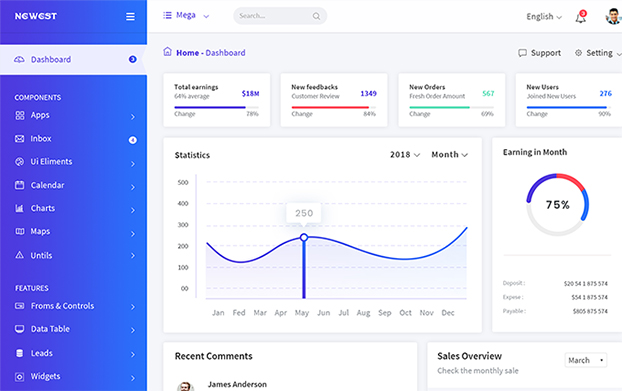 NEWEST
Mega
Search...
English
3
Home - Dashboard
Support
Setting
Dashboard
3
COMPONENTS
Apps
Inbox
4
Ui Eliments
Calendar
Charts
Maps
Untils
FEATURES
Froms & Controls
Data Table
Leads
Widgets
Total earnings
64% average
$18M
Change
78%
New feedbacks
Customer Review
1349
Change
84%
New Orders
Fresh Order Amount
567
Change
69%
New Users
Joined New Users
276
Change
90%
Statistics
2018
Month
500
400
300
200
100
00
250
Jan Feb Mar Apr May Jun Jul Aug Sep Oct Nov Dec
Earning in Month
75%
Deposit : $20 54 1 875 574
Expese : $54 1 875 574
Payable : $805 875 574
Recent Comments
James Anderson
Sales Overview
Check the monthly sale
March